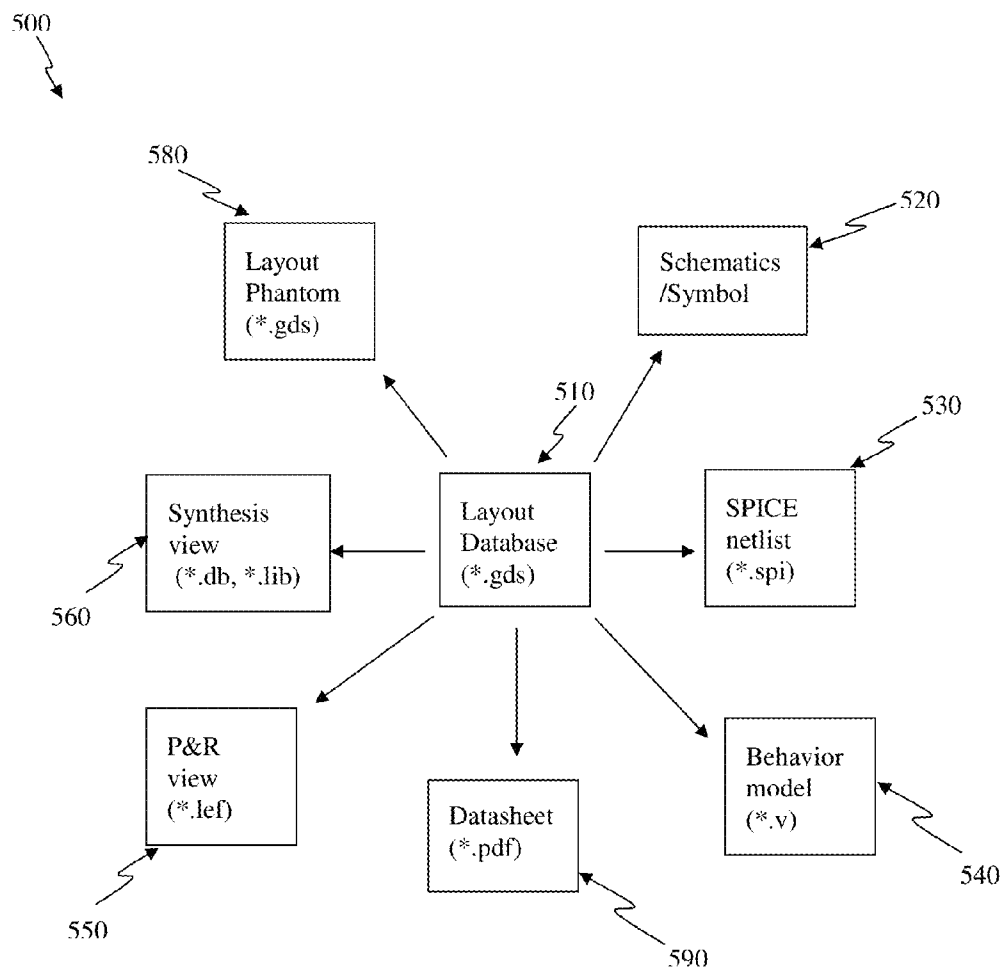 500
580
520
Layout
Phantom
(*.gds)
Schematics
/Symbol
510
530
Synthesis
view
(*.db, *.lib)
Layout
Database
(*.gds)
SPICE
netlist
(*.spi)
560
P&R
view
(*.lef)
Datasheet
(*.pdf)
Behavior
model
(*.v)
550
590
540